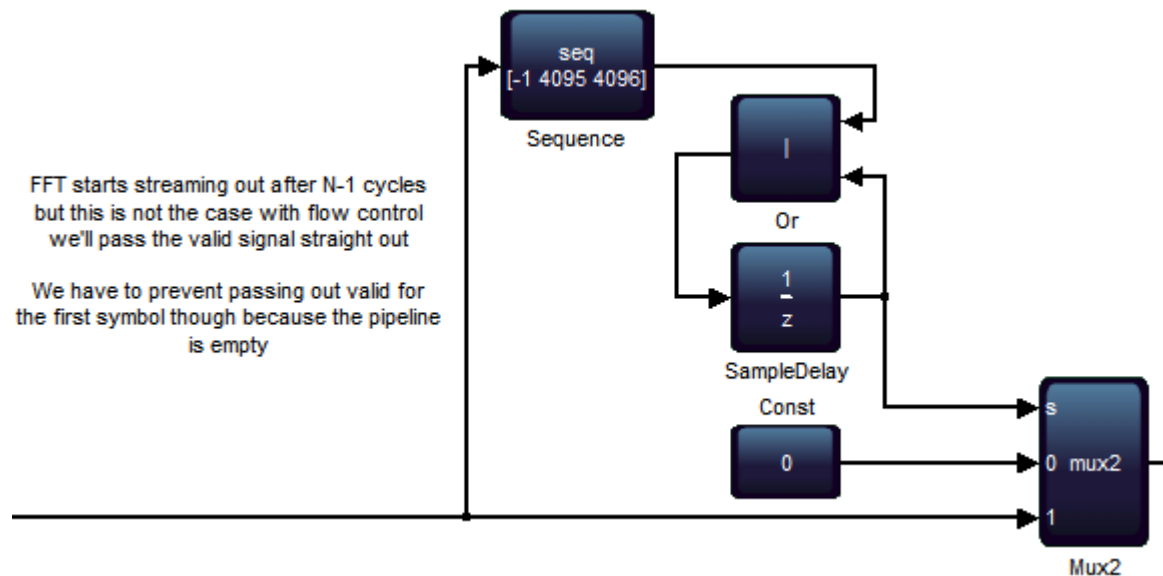 seq
[-1 4095 4096]
Sequence
|
Or
FFT starts streaming out after N-1 cycles
but this is not the case with flow control
we'll pass the valid signal straight out
We have to prevent passing out valid for
the first symbol though because the pipeline
is empty
1
z
SampleDelay
Const
0
s
0 mux2
1
Mux2